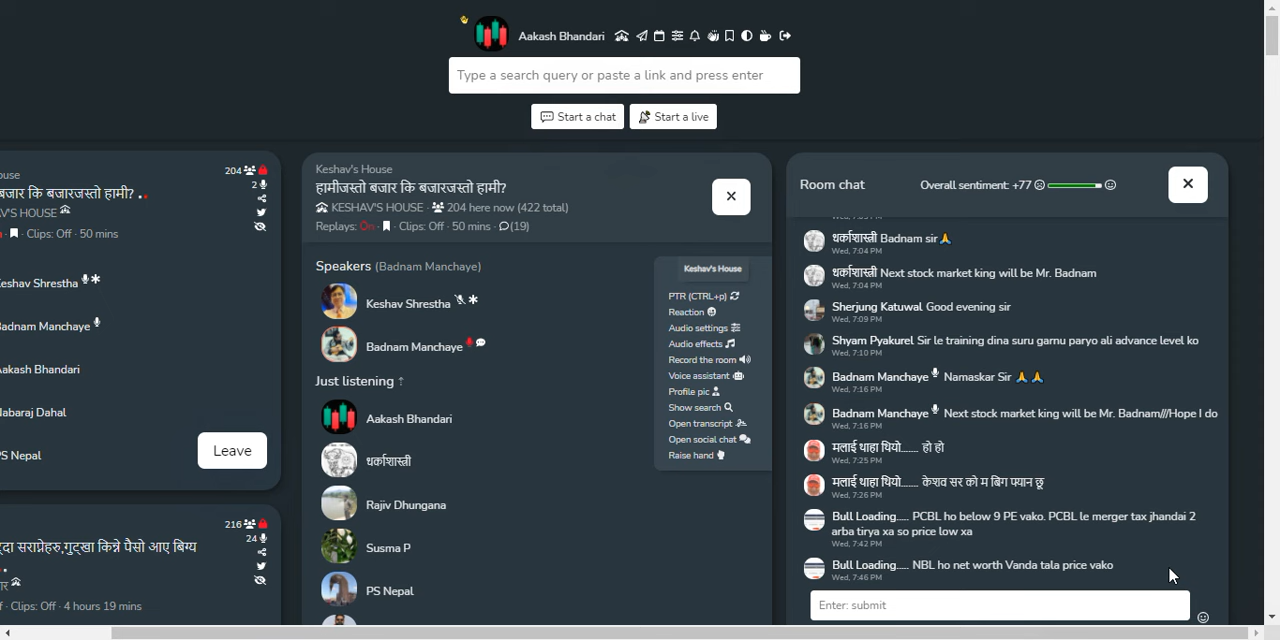 Aakash Bhandari
Type a search query or paste a link and press enter
Start a chat
Start a live
ouse
204
बजार कि बजारजस्तो हामी?
2
AV'S HOUSE
Clips: Off · 50 mins
eshav Shrestha
Badnam Manchaye
Aakash Bhandari
Nabaraj Dahal
PS Nepal
Leave
216
24
सराप्नेहरु,गुट्खा किन्ने पैसो आए बिग्य
Clips: Off · 4 hours 19 mins
Keshav's House
हामीजस्तो बजार कि बजारजस्तो हामी?
KESHAV'S HOUSE · 204 here now (422 total)
Replays: On · Clips: Off · 50 mins · (19)
Speakers (Badnam Manchaye)
Keshav Shrestha
Badnam Manchaye
Just listening ↑
Aakash Bhandari
धर्काशास्त्री
Rajiv Dhungana
Susma P
PS Nepal
Keshav's House
PTR (CTRL+p)
Reaction
Audio settings
Audio effects
Record the room
Voice assistant
Profile pic
Show search
Open transcript
Open social chat
Raise hand
Room chat
Overall sentiment: +77
धर्काशास्त्री Badnam sir🙏
Wed, 7:04 PM
धर्काशास्त्री Next stock market king will be Mr. Badnam
Wed, 7:04 PM
Sherjung Katuwal Good evening sir
Wed, 7:09 PM
Shyam Pyakurel Sir le training dina suru garnu paryo ali advance level ko
Wed, 7:10 PM
Badnam Manchaye Namaskar Sir 🙏 🙏
Wed, 7:16 PM
Badnam Manchaye Next stock market king will be Mr. Badnam///Hope I do
Wed, 7:16 PM
मलाई थाहा थियो....... हो हो
Wed, 7:25 PM
मलाई थाहा थियो....... केशव सर को म बिग फ्यान छू
Wed, 7:26 PM
Bull Loading..... PCBL ho below 9 PE vako. PCBL le merger tax jhandai 2
arba tirya xa so price low xa
Wed, 7:42 PM
Bull Loading..... NBL ho net worth Vanda tala price vako
Wed, 7:46 PM
Enter: submit